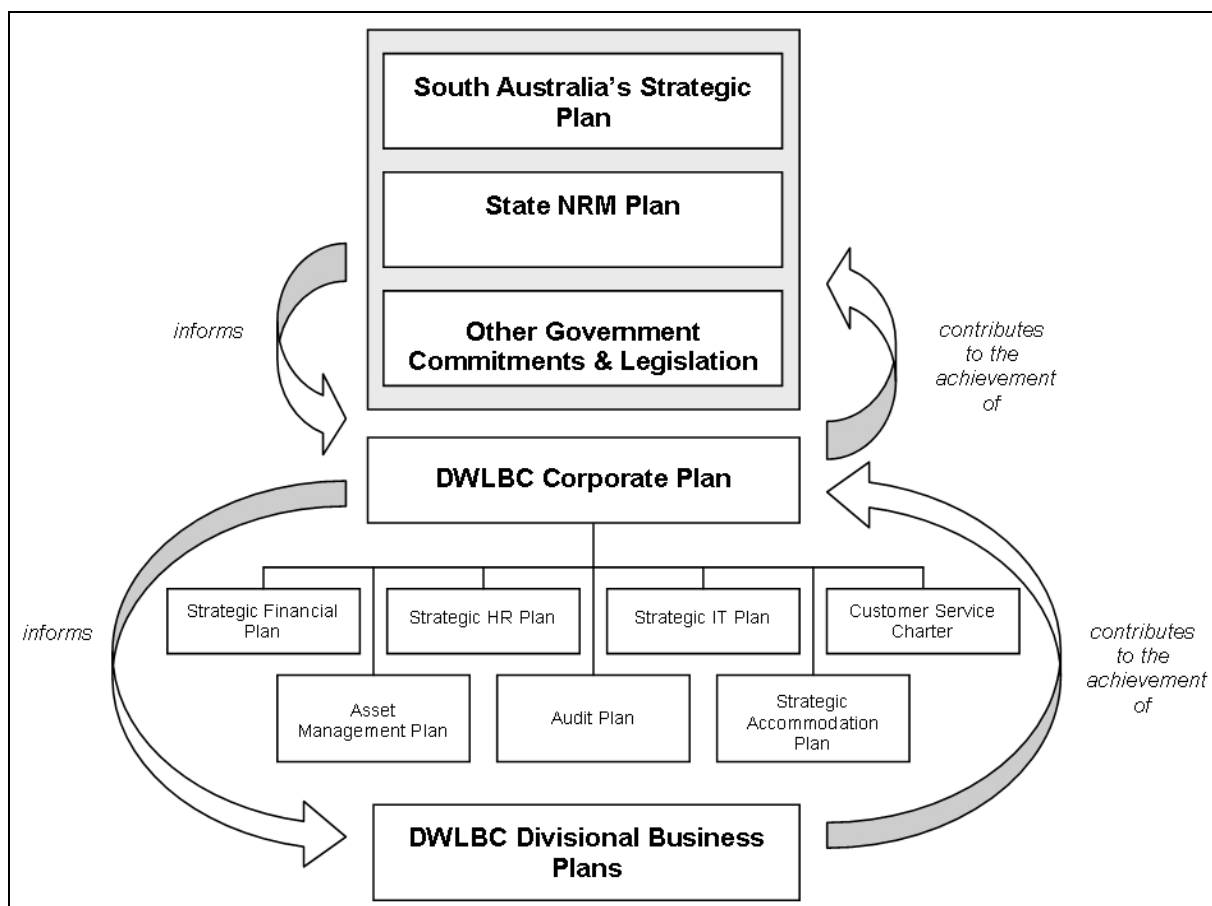 South Australia's Strategic
Plan
State NRM Plan
Other Government
Commitments & Legislation
informs
contributes
to the
achievement
of
DWLBC Corporate Plan
Strategic Financial
Plan
Strategic HR Plan
Strategic IT Plan
Customer Service
Charter
informs
contributes
to the
achievement
of
Asset
Management Plan
Audit Plan
Strategic
Accommodation
Plan
DWLBC Divisional Business
Plans